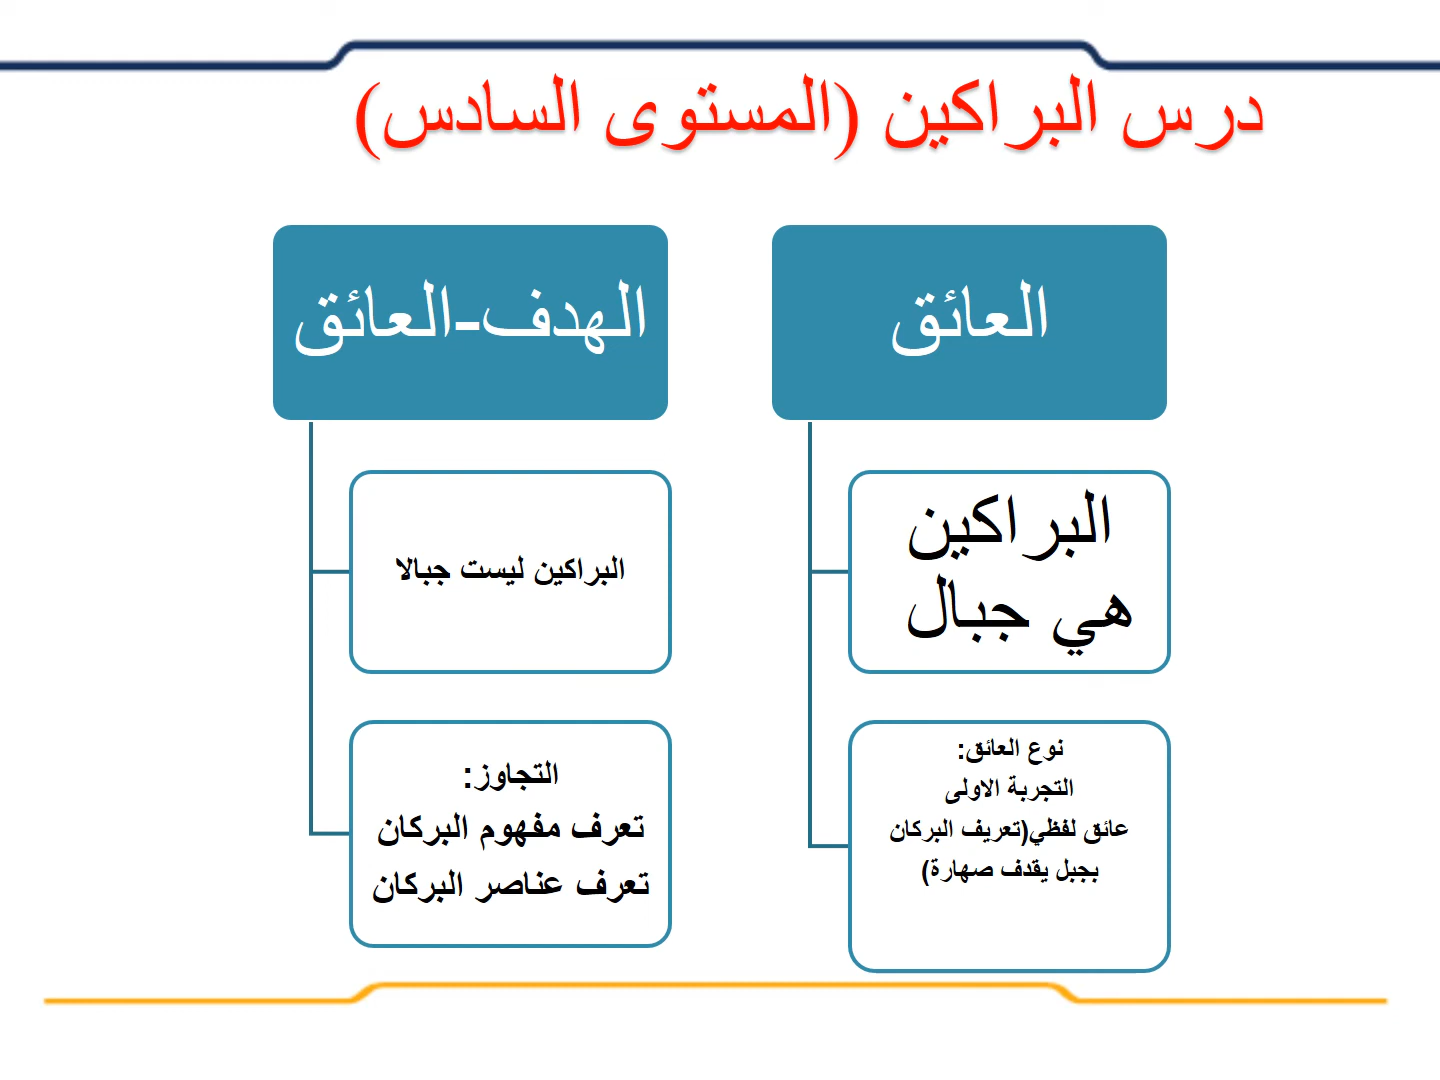 درس البراكين (المستوى السادس)
العائق
البراكين
هي جبال
نوع العائق:
التجربة الاولى
عائق لفظي(تعريف البركان
بجبل يقدف صهارة)
الهدف-العائق
البراكين ليست جبالا
التجاوز:
تعرف مفهوم البركان
تعرف عناصر البركان